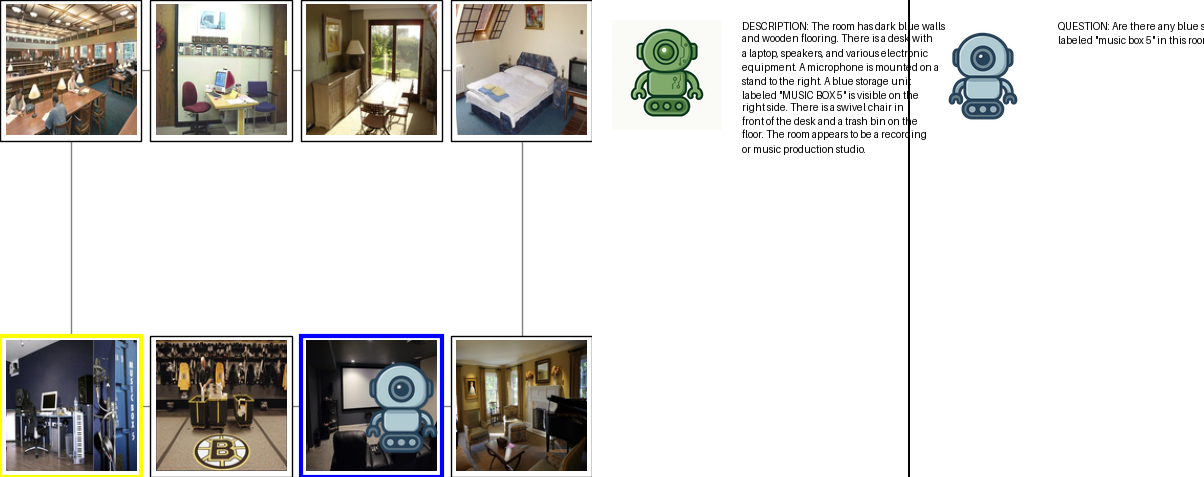 DESCRIPTION: The room has dark blue walls
and wooden flooring. There is a desk with
a laptop, speakers, and various electronic
equipment. A microphone is mounted on a
stand to the right. A blue storage unit
labeled "MUSIC BOX 5" is visible on the
right side. There is a swivel chair in
front of the desk and a trash bin on the
floor. The room appears to be a recording
or music production studio.
QUESTION: Are there any blue s
labeled "music box 5" in this roo
MUSIC BOX 5
B